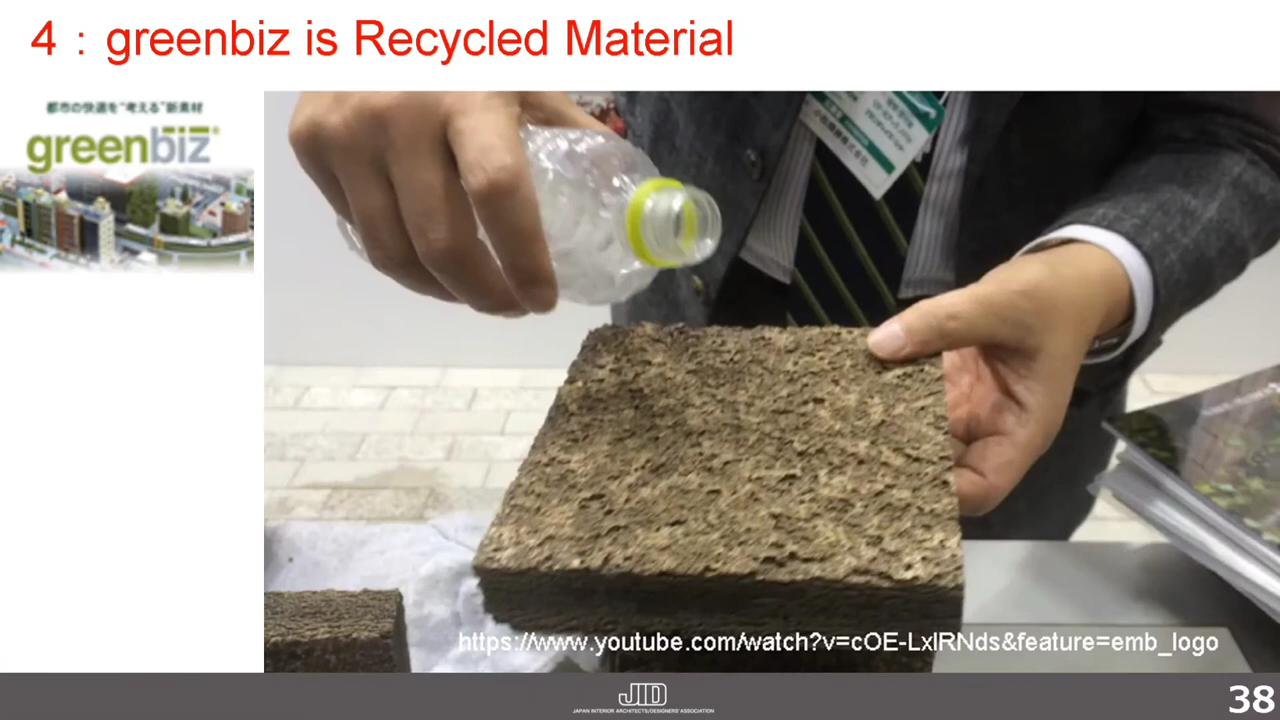 4：greenbiz is Recycled Material
都市の快適を“考える”新素材
greenbiz®
https://www.youtube.com/watch?v=cOE-LxlRNds&feature=emb_logo
JID
JAPAN INTERIOR ARCHITECTS/DESIGNERS' ASSOCIATION
38